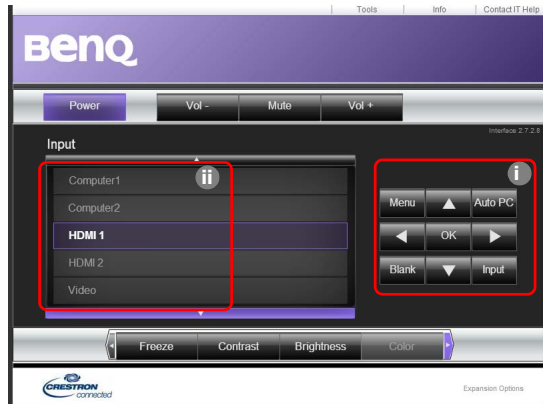 Tools Info Contact IT Help
BenQ
Power Vol - Mute Vol +
Interface 2.7.2.8
Input
i
Computer1 ii
Computer2
HDMI 1
HDMI 2
Video
Menu Auto PC
OK
Blank Input
Freeze Contrast Brightness Color
CRESTRON
connected
Expansion Options